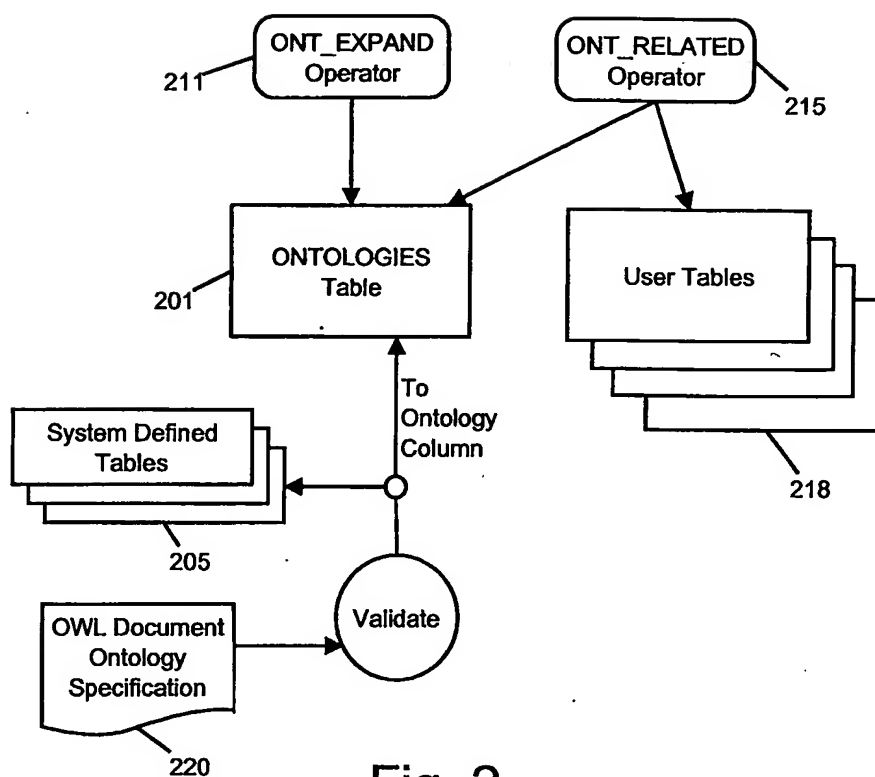 ONT_EXPAND
Operator
211
ONT_RELATED
Operator
215
ONTOLOGIES
Table
201
User Tables
218
To
Ontology
Column
System Defined
Tables
205
Validate
OWL Document
Ontology
Specification
220